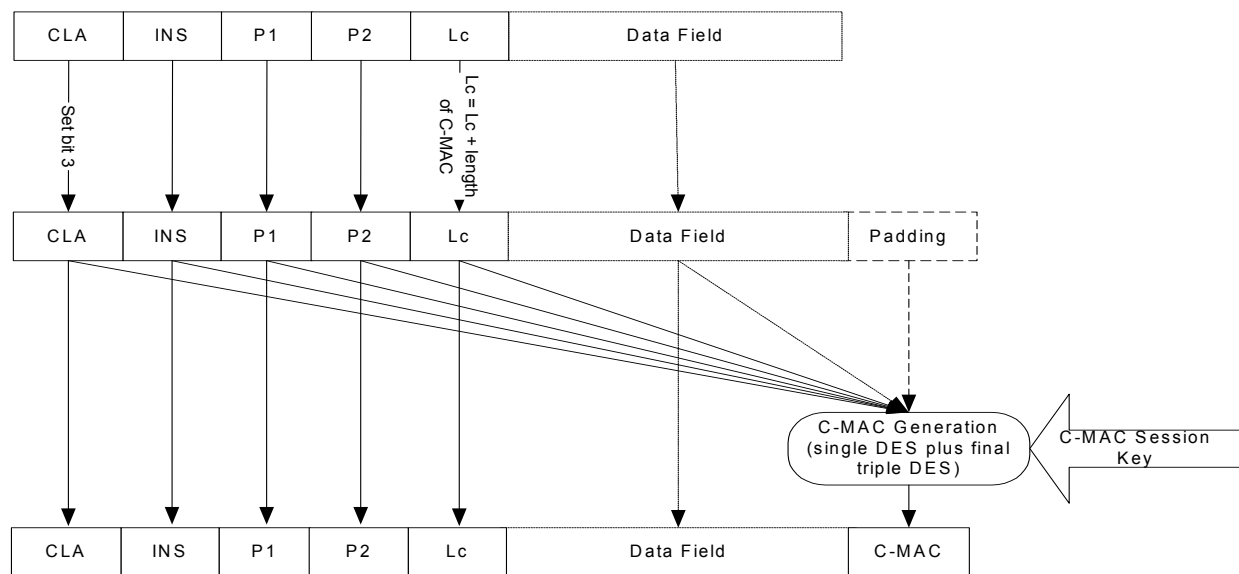 CLA INS P1 P2 Lc Data Field
Set bit 3
Lc = Lc + length
of C-MAC
CLA INS P1 P2 Lc Data Field Padding
C-MAC Generation
(single DES plus final
triple DES)
C-MAC Session
Key
CLA INS P1 P2 Lc Data Field C-MAC